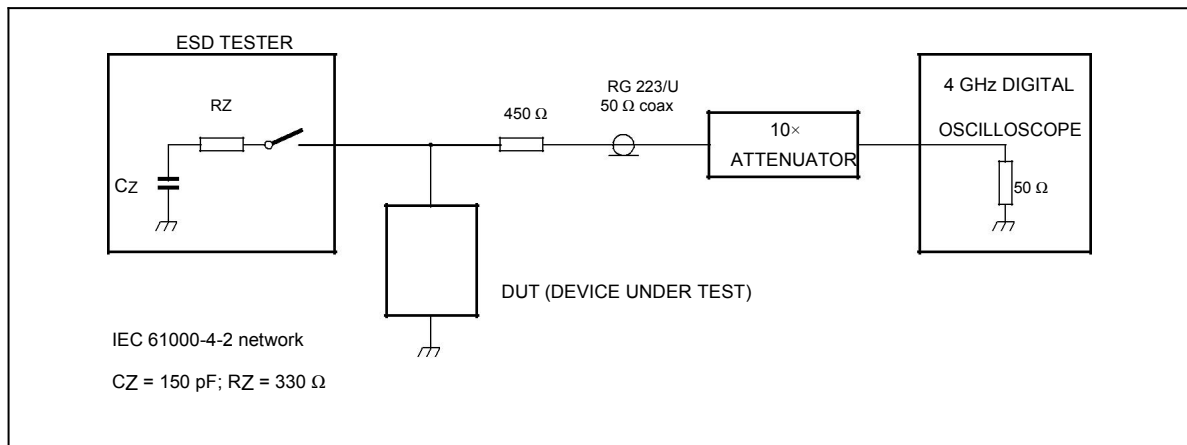 ESD TESTER
RZ
CZ
450 Ω
RG 223/U
50 Ω coax
10×
ATTENUATOR
4 GHz DIGITAL
OSCILLOSCOPE
50 Ω
DUT (DEVICE UNDER TEST)
IEC 61000-4-2 network
CZ = 150 pF; RZ = 330 Ω